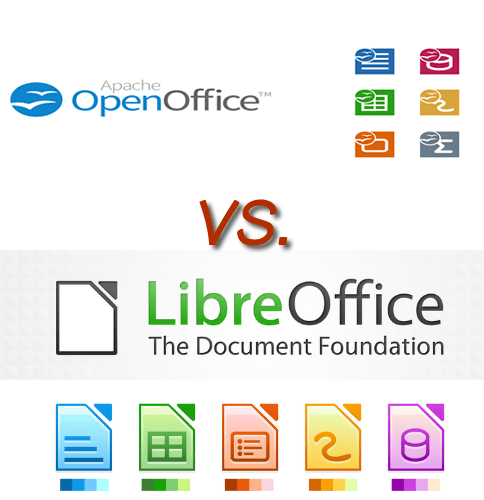 Apache
OpenOffice™
VS.
LibreOffice
The Document Foundation